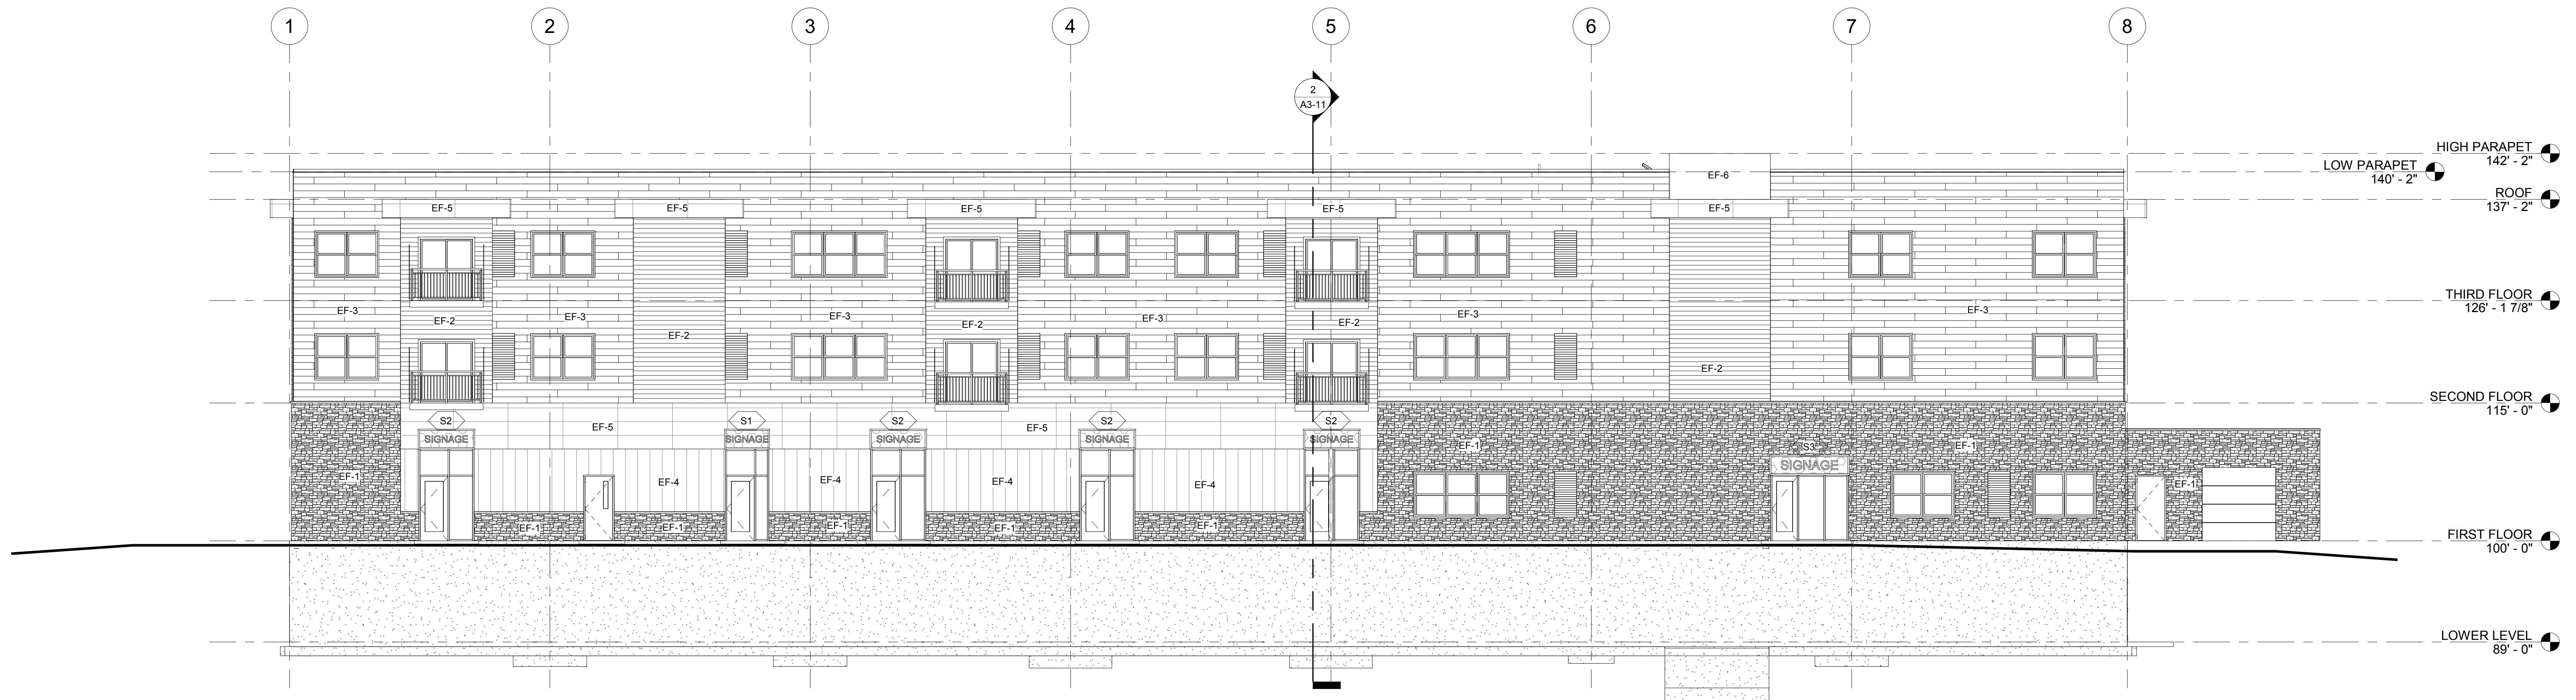 1 2 3 4 5 6 7 8
2
A3-11
HIGH PARAPET
142' - 2"
LOW PARAPET
140' - 2"
EF-6
ROOF
137' - 2"
EF-5 EF-5 EF-5 EF-5 EF-5
THIRD FLOOR
126' - 1 7/8"
EF-3 EF-2 EF-3 EF-2 EF-3 EF-2 EF-3 EF-2 EF-3 EF-2 EF-3
SECOND FLOOR
115' - 0"
S2 S1 S2 S2 S2
EF-5 EF-5
SIGNAGE SIGNAGE SIGNAGE SIGNAGE SIGNAGE
EF-1 S3 EF-1
SIGNAGE
EF-1 EF-4 EF-4 EF-4 EF-4 EF-1
EF-1 EF-1 EF-1 EF-1 EF-1
FIRST FLOOR
100' - 0"
LOWER LEVEL
89' - 0"